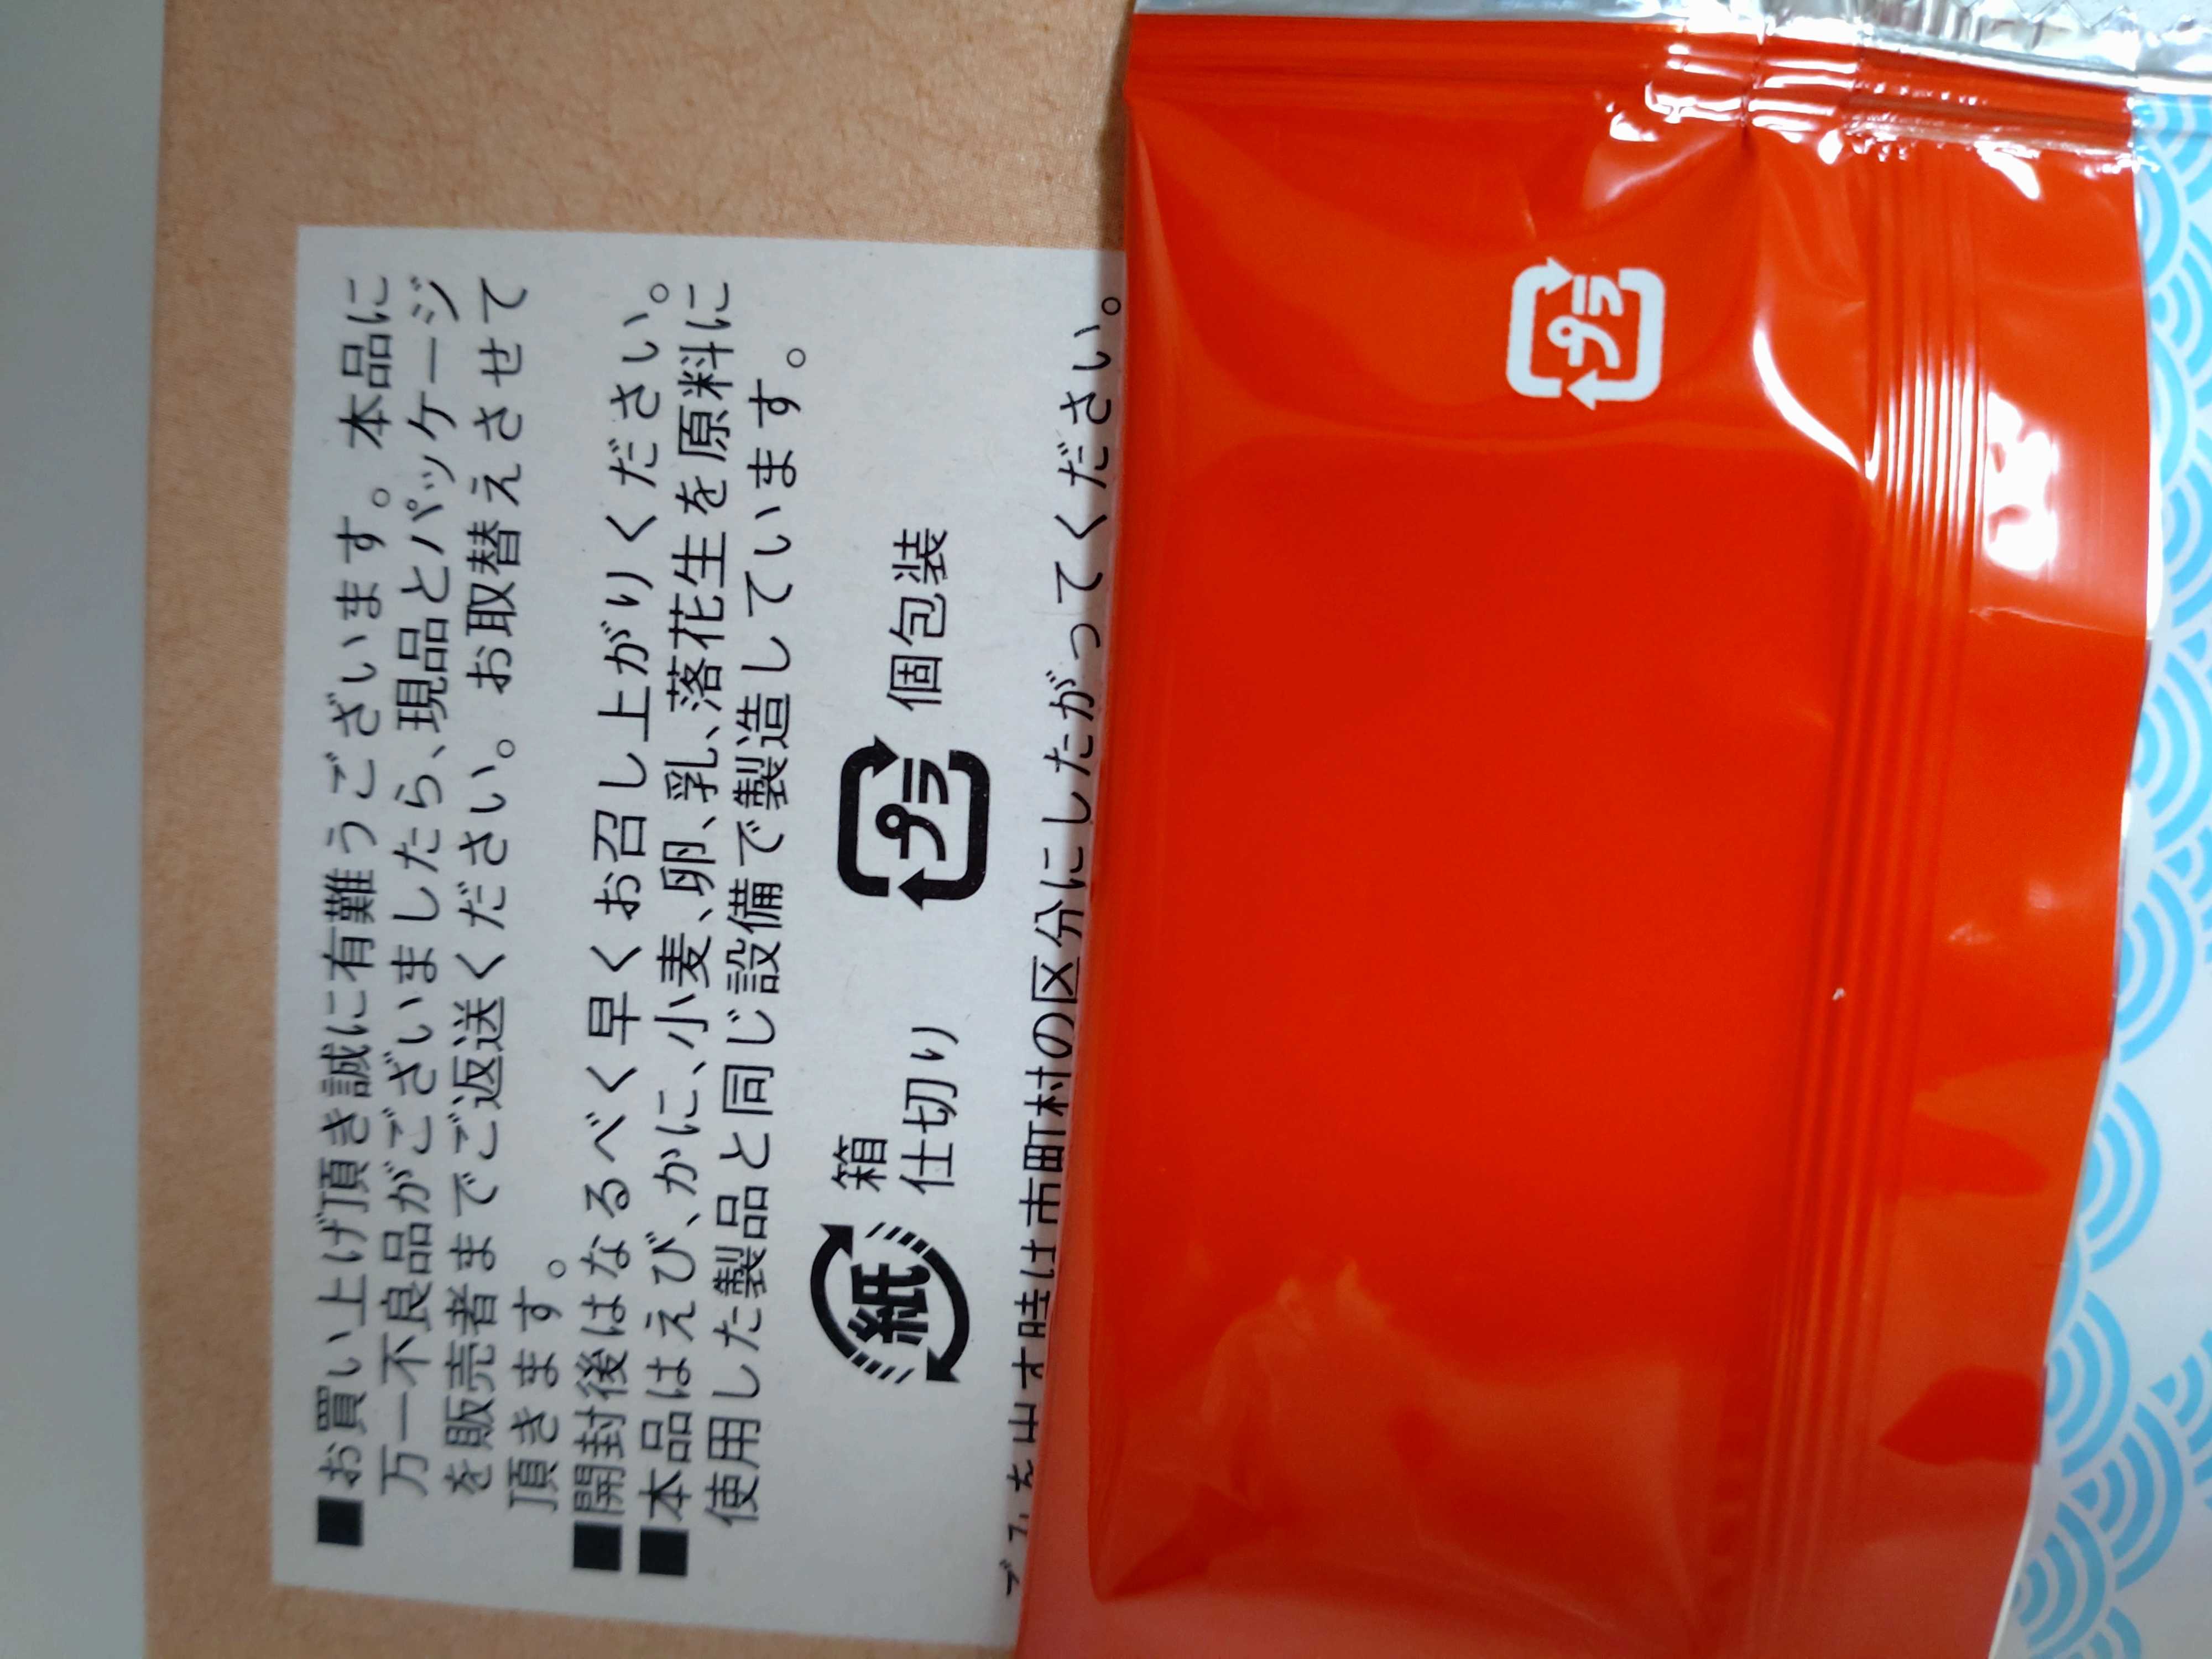 ■お買い上げ頂き誠に有難うございます。本品に
万一不良品がございましたら、現品とパッケージ
を販売者までご返送ください。お取替えさせて
頂きます。
■開封後はなるべく早くお召し上がりください。
■本品はえび、かに、小麦、卵、乳、落花生を原料に
使用した製品と同じ設備で製造しています。
紙
箱
仕切り
プラ
個包装
ゴミを出す時は市町村の区分にしたがってください。
プラ